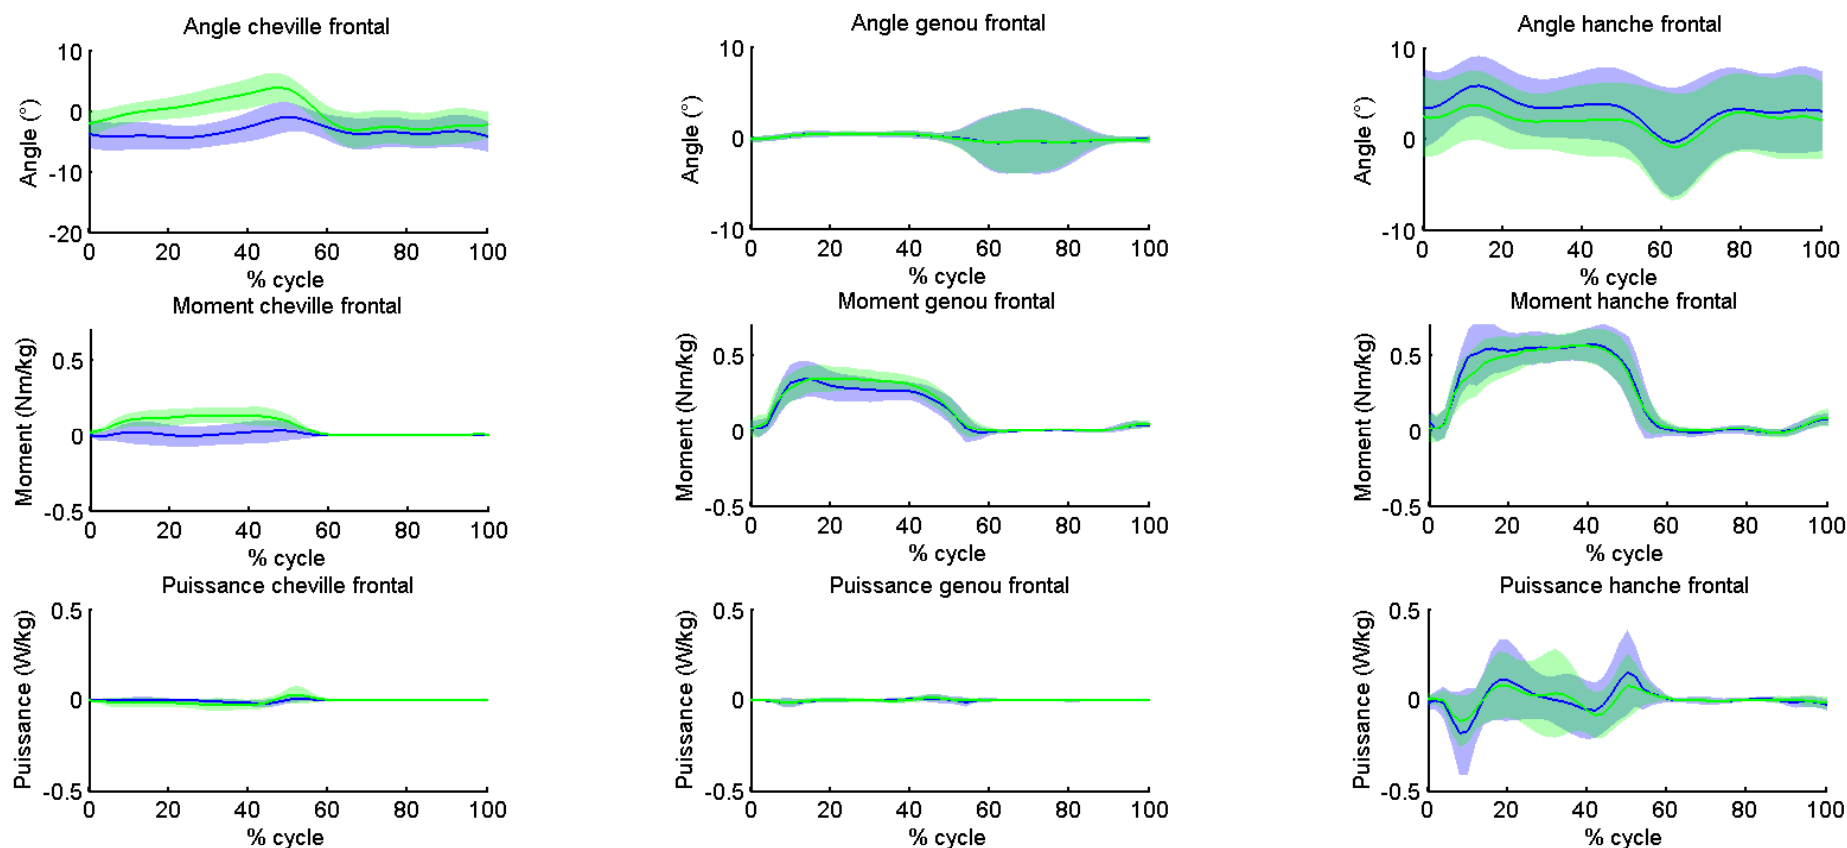 Angle cheville frontal
Angle genou frontal
Angle hanche frontal
10
0
-10
-20
Angle (°)
0 20 40 60 80 100
% cycle
10
0
-10
Angle (°)
0 20 40 60 80 100
% cycle
10
0
-10
Angle (°)
0 20 40 60 80 100
% cycle
Moment cheville frontal
Moment genou frontal
Moment hanche frontal
0.5
0
-0.5
Moment (Nm/kg)
0 20 40 60 80 100
% cycle
0.5
0
-0.5
Moment (Nm/kg)
0 20 40 60 80 100
% cycle
0.5
0
-0.5
Moment (Nm/kg)
0 20 40 60 80 100
% cycle
Puissance cheville frontal
Puissance genou frontal
Puissance hanche frontal
0.5
0
-0.5
Puissance (W/kg)
0 20 40 60 80 100
% cycle
0.5
0
-0.5
Puissance (W/kg)
0 20 40 60 80 100
% cycle
0.5
0
-0.5
Puissance (W/kg)
0 20 40 60 80 100
% cycle